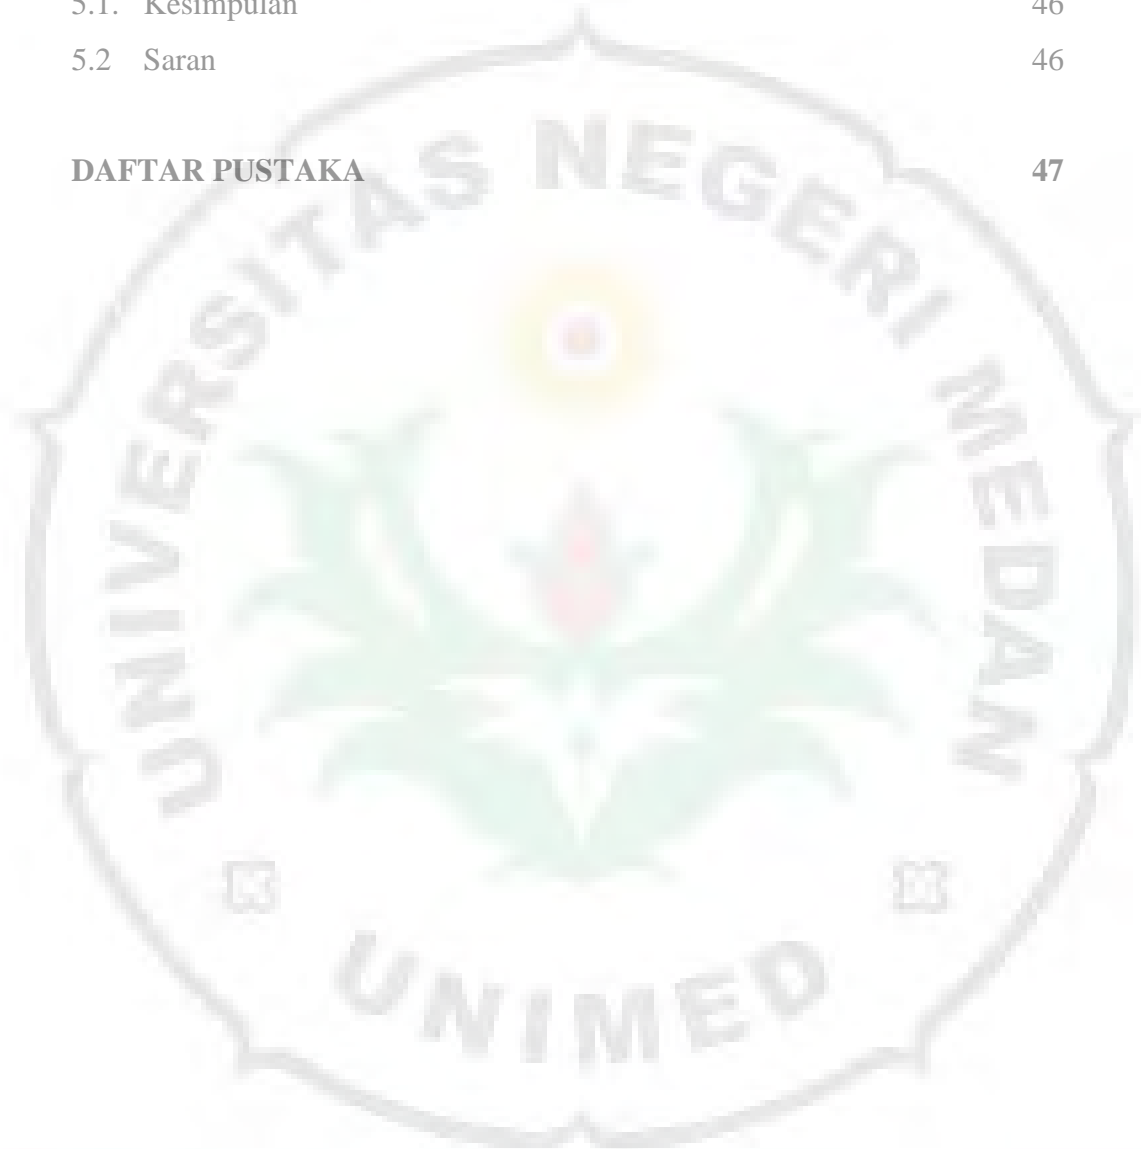 5.1. Kesimpulan 46
5.2 Saran 46
DAFTAR PUSTAKA 47
UNIVERSITAS NEGERI MEDAN
UNIMED